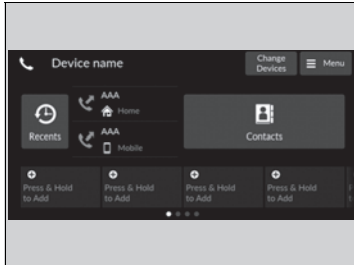 Device name
Change
Devices
Menu
AAA
Home
Recents
AAA
Mobile
Contacts
Press & Hold
to Add
Press & Hold
to Add
Press & Hold
to Add
Press & Hold
to Add